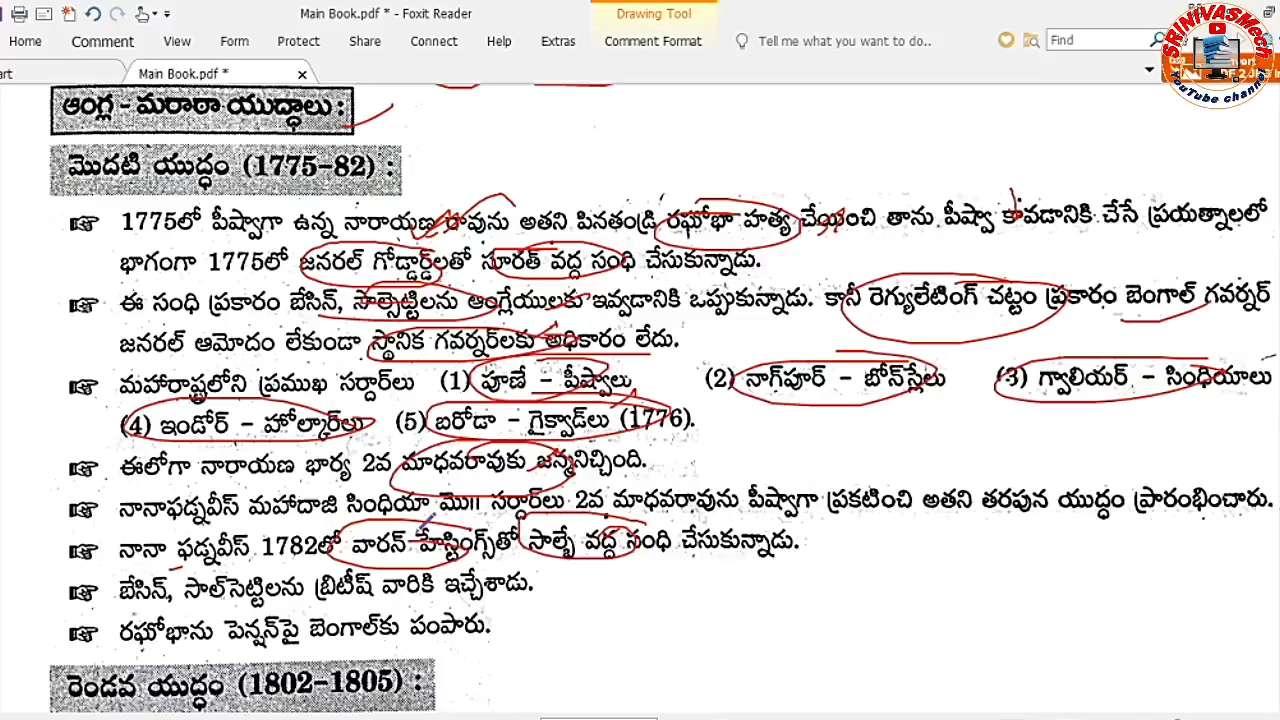 Main Book.pdf * - Foxit Reader
Drawing Tool
Home Comment View Form Protect Share Connect Help Extras Comment Format Tell me what you want to do.. Find
art Main Book.pdf *
SRINIVASMech
YouTube channel
ఆంగ్ల - మరాఠా యుద్ధాలు :
మొదటి యుద్ధం (1775-82) :
1775లో పీష్వాగా ఉన్న నారాయణ రావును అతని పినతండ్రి రఘోభా హత్య చేయించి తాను పీష్వా కావడానికి చేసే ప్రయత్నాలలో
భాగంగా 1775లో జనరల్ గోడ్డార్డ్‌లతో సూరత్ వద్ద సంధి చేసుకున్నాడు.
ఈ సంధి ప్రకారం బేసిన్, సాల్సెట్టిలను ఆంగ్లేయులకు ఇవ్వడానికి ఒప్పుకున్నాడు. కానీ రెగ్యులేటింగ్ చట్టం ప్రకారం బెంగాల్ గవర్నర్
జనరల్ ఆమోదం లేకుండా స్థానిక గవర్నర్‌లకు అధికారం లేదు.
మహారాష్ట్రలోని ప్రముఖ సర్దార్‌లు (1) పూణే - పీష్వాలు (2) నాగ్‌పూర్ - బోన్‌స్లేలు (3) గ్వాలియర్ - సింధియాలు
(4) ఇండోర్ - హోల్కార్‌లు (5) బరోడా - గైక్వాడ్‌లు (1776).
ఈలోగా నారాయణ భార్య 2వ మాధవరావుకు జన్మనిచ్చింది.
నానాఫడ్నవీస్ మహాదాజి సింధియా మొ॥ సర్దార్‌లు 2వ మాధవరావును పీష్వాగా ప్రకటించి అతని తరపున యుద్ధం ప్రారంభించారు.
నానా ఫడ్నవీస్ 1782లో వారన్ హేస్టింగ్స్‌తో సాల్బే వద్ద సంధి చేసుకున్నాడు.
బేసిన్, సాల్‌సెట్టిలను బ్రిటీష్ వారికి ఇచ్చేశాడు.
రఘోభాను పెన్షన్‌పై బెంగాల్‌కు పంపారు.
రెండవ యుద్ధం (1802-1805) :